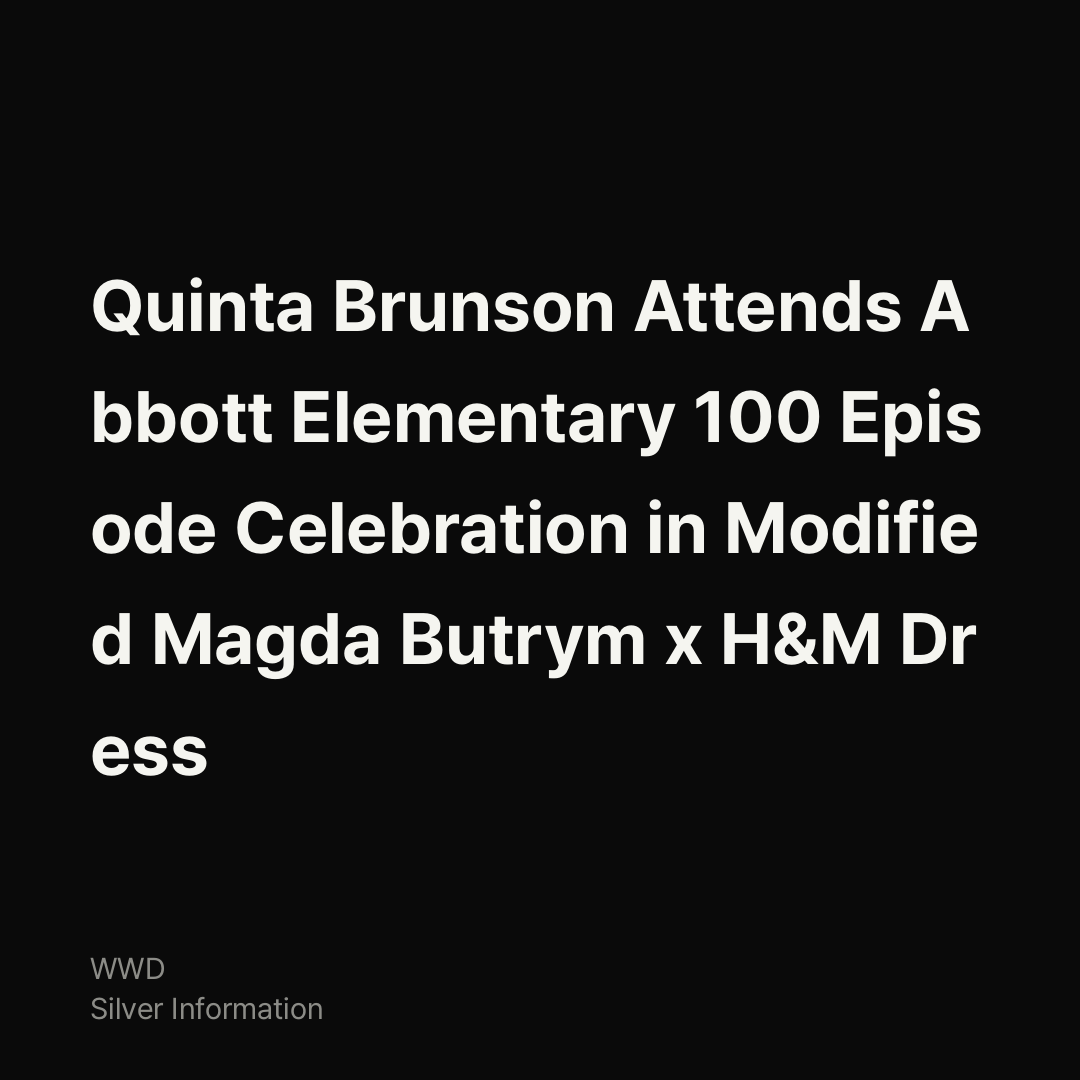 Quinta Brunson Attends A
bbott Elementary 100 Epis
ode Celebration in Modifie
d Magda Butrym x H&M Dr
ess
WWD
Silver Information